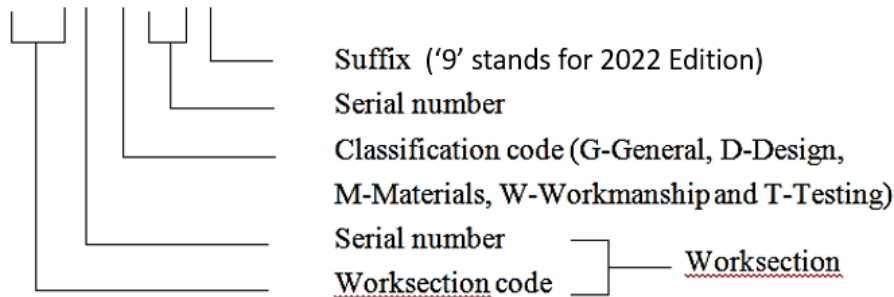 Suffix (‘9’ stands for 2022 Edition)
Serial number
Classification code (G-General, D-Design,
M-Materials, W-Workmanship and T-Testing)
Serial number
Worksection
Worksection code